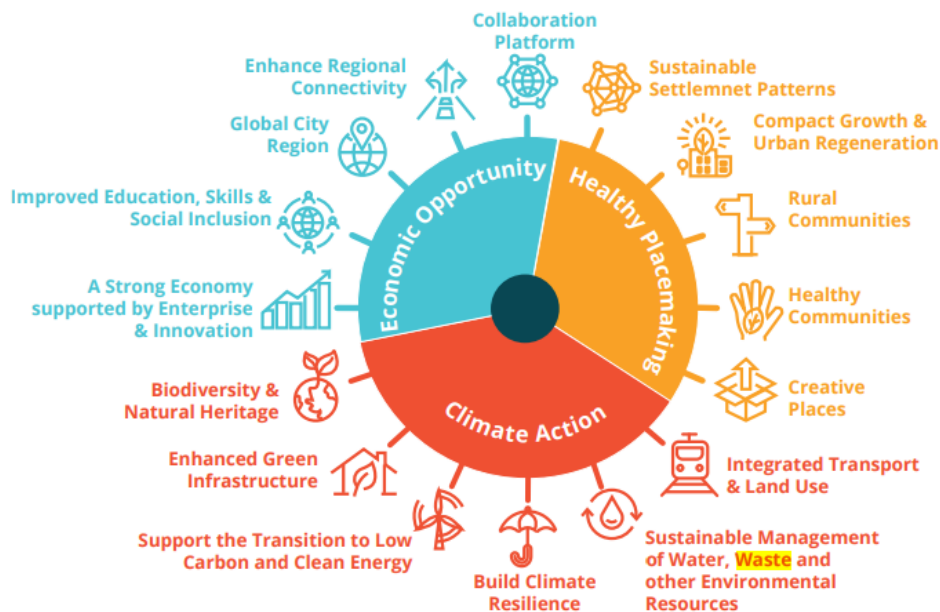 Collaboration
Platform
Enhance Regional
Connectivity
Global City
Region
Improved Education, Skills &
Social Inclusion
A Strong Economy
supported by Enterprise
& Innovation
Economic Opportunity
Sustainable
Settlemnet Patterns
Compact Growth &
Urban Regeneration
Rural
Communities
Healthy
Communities
Creative
Places
Healthy Placemaking
Biodiversity &
Natural Heritage
Enhanced Green
Infrastructure
Support the Transition to Low
Carbon and Clean Energy
Build Climate
Resilience
Sustainable Management
of Water, Waste and
other Environmental
Resources
Integrated Transport
& Land Use
Climate Action